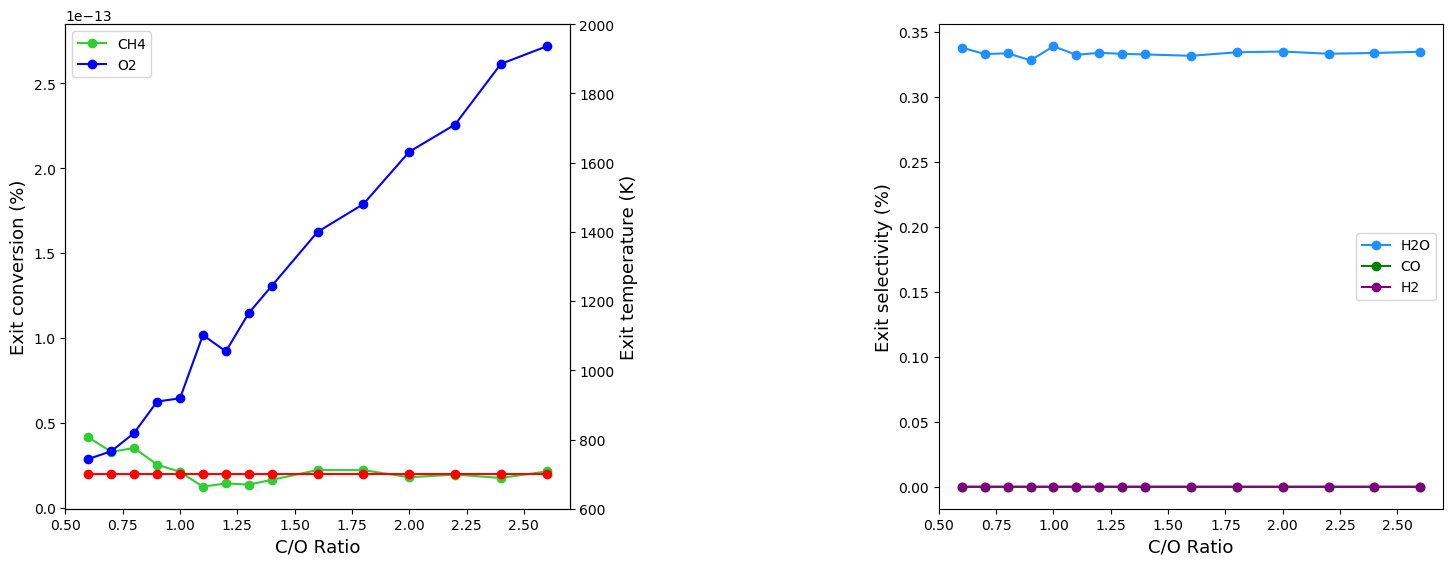 1e−13
CH4
O2
2.5
2.0
1.5
1.0
0.5
0.0
Exit conversion (%)
0.50 0.75 1.00 1.25 1.50 1.75 2.00 2.25 2.50
C/O Ratio
2000
1800
1600
1400
1200
1000
800
600
Exit temperature (K)
0.35
0.30
0.25
0.20
0.15
0.10
0.05
0.00
Exit selectivity (%)
H2O
CO
H2
0.50 0.75 1.00 1.25 1.50 1.75 2.00 2.25 2.50
C/O Ratio